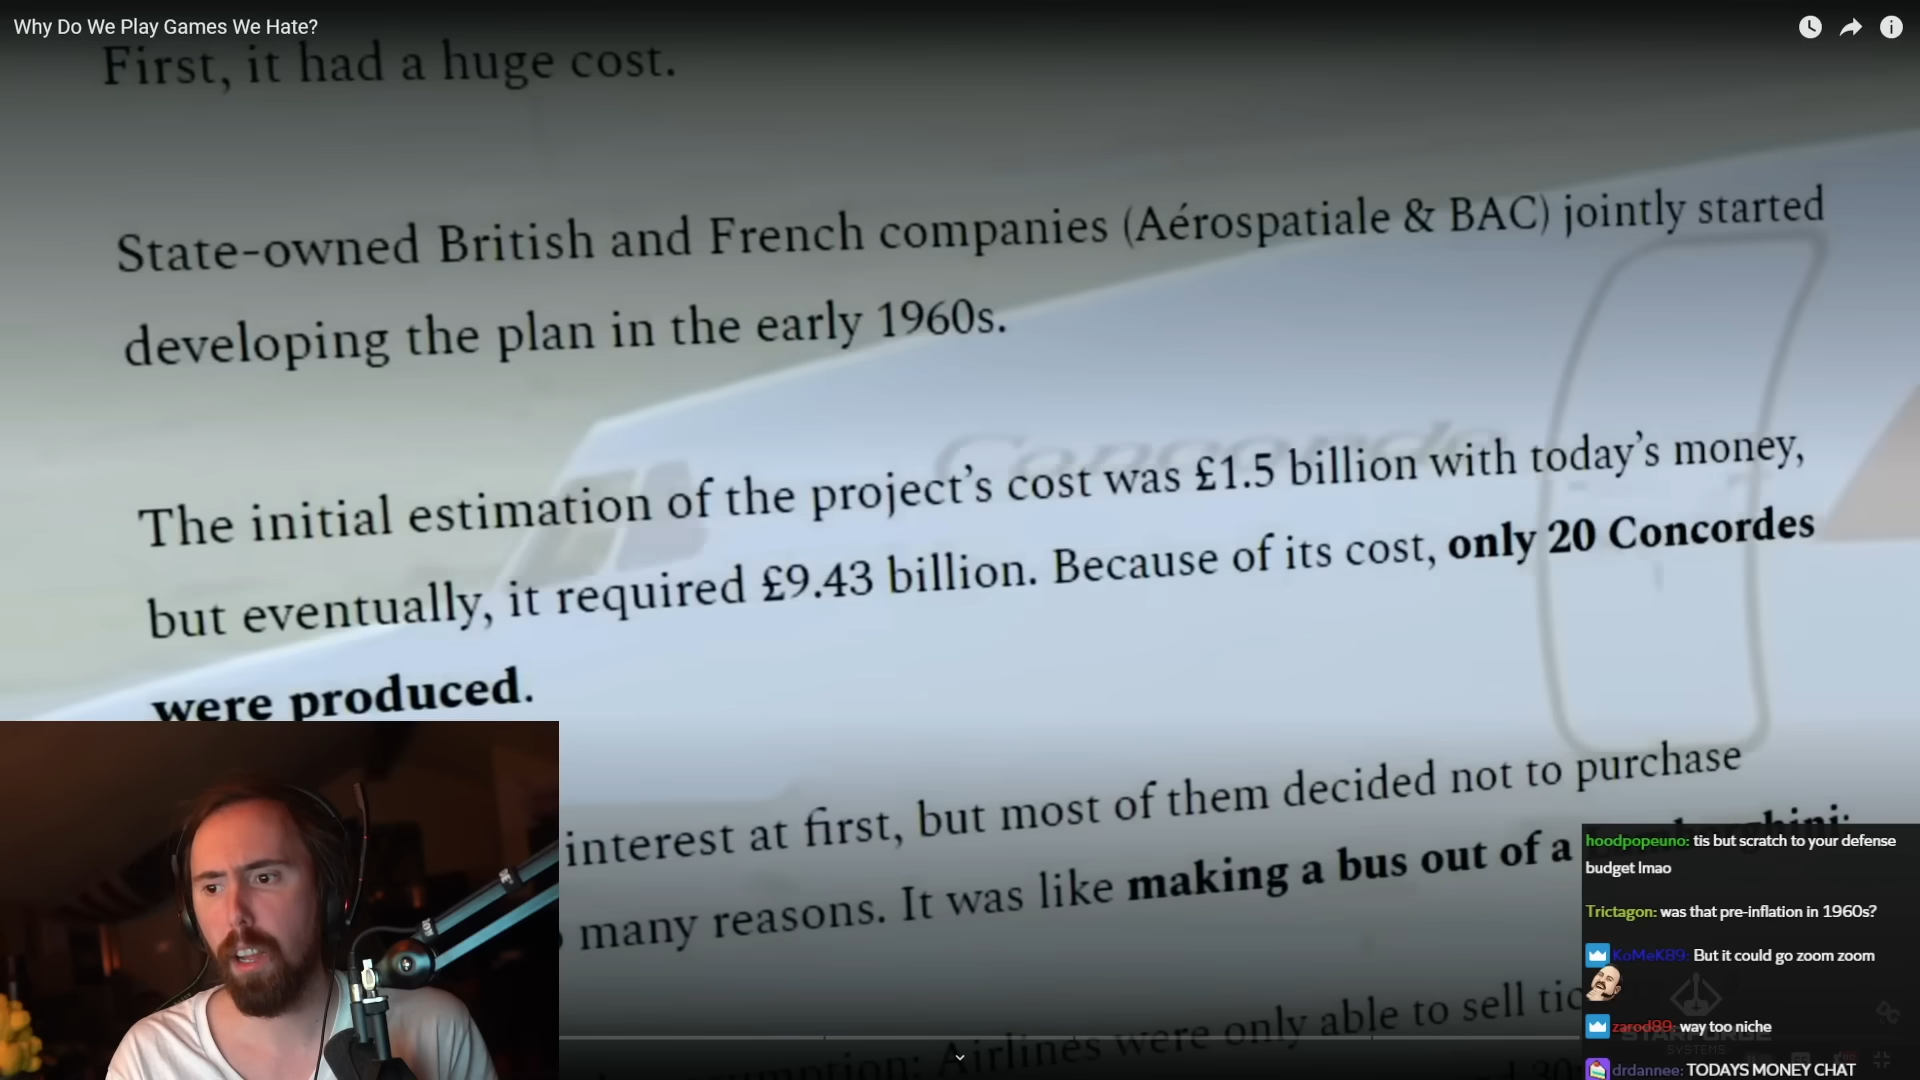 Why Do We Play Games We Hate?
First, it had a huge cost.
State-owned British and French companies (Aérospatiale & BAC) jointly started
developing the plan in the early 1960s.
Concorde
The initial estimation of the project's cost was £1.5 billion with today's money,
but eventually, it required £9.43 billion. Because of its cost, only 20 Concordes
were produced.
interest at first, but most of them decided not to purchase
many reasons. It was like making a bus out of a
Airlines were only able to sell
hoodpopeuno: tis but scratch to your defense
budget lmao
Trictagon: was that pre-inflation in 1960s?
KoMeK89: But it could go zoom zoom
zarod89: way too niche
STARFORGE
SYSTEMS
drdannee: TODAYS MONEY CHAT